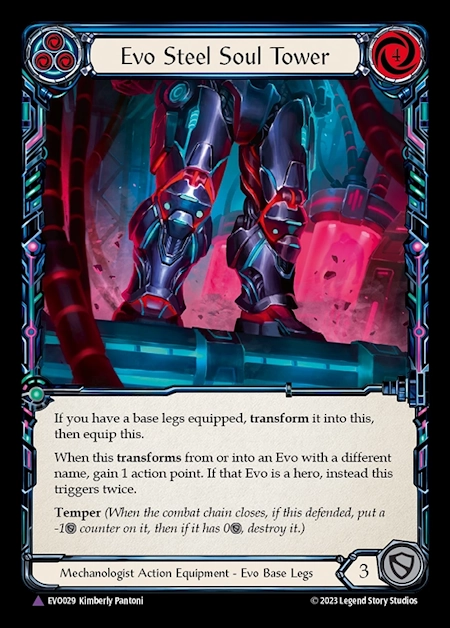 Evo Steel Soul Tower
4
If you have a base legs equipped, transform it into this,
then equip this.
When this transforms from or into an Evo with a different
name, gain 1 action point. If that Evo is a hero, instead this
triggers twice.
Temper (When the combat chain closes, if this defended, put a
-1 counter on it, then if it has 0, destroy it.)
Mechanologist Action Equipment - Evo Base Legs
3
EVO029 Kimberly Pantoni
© 2023 Legend Story Studios